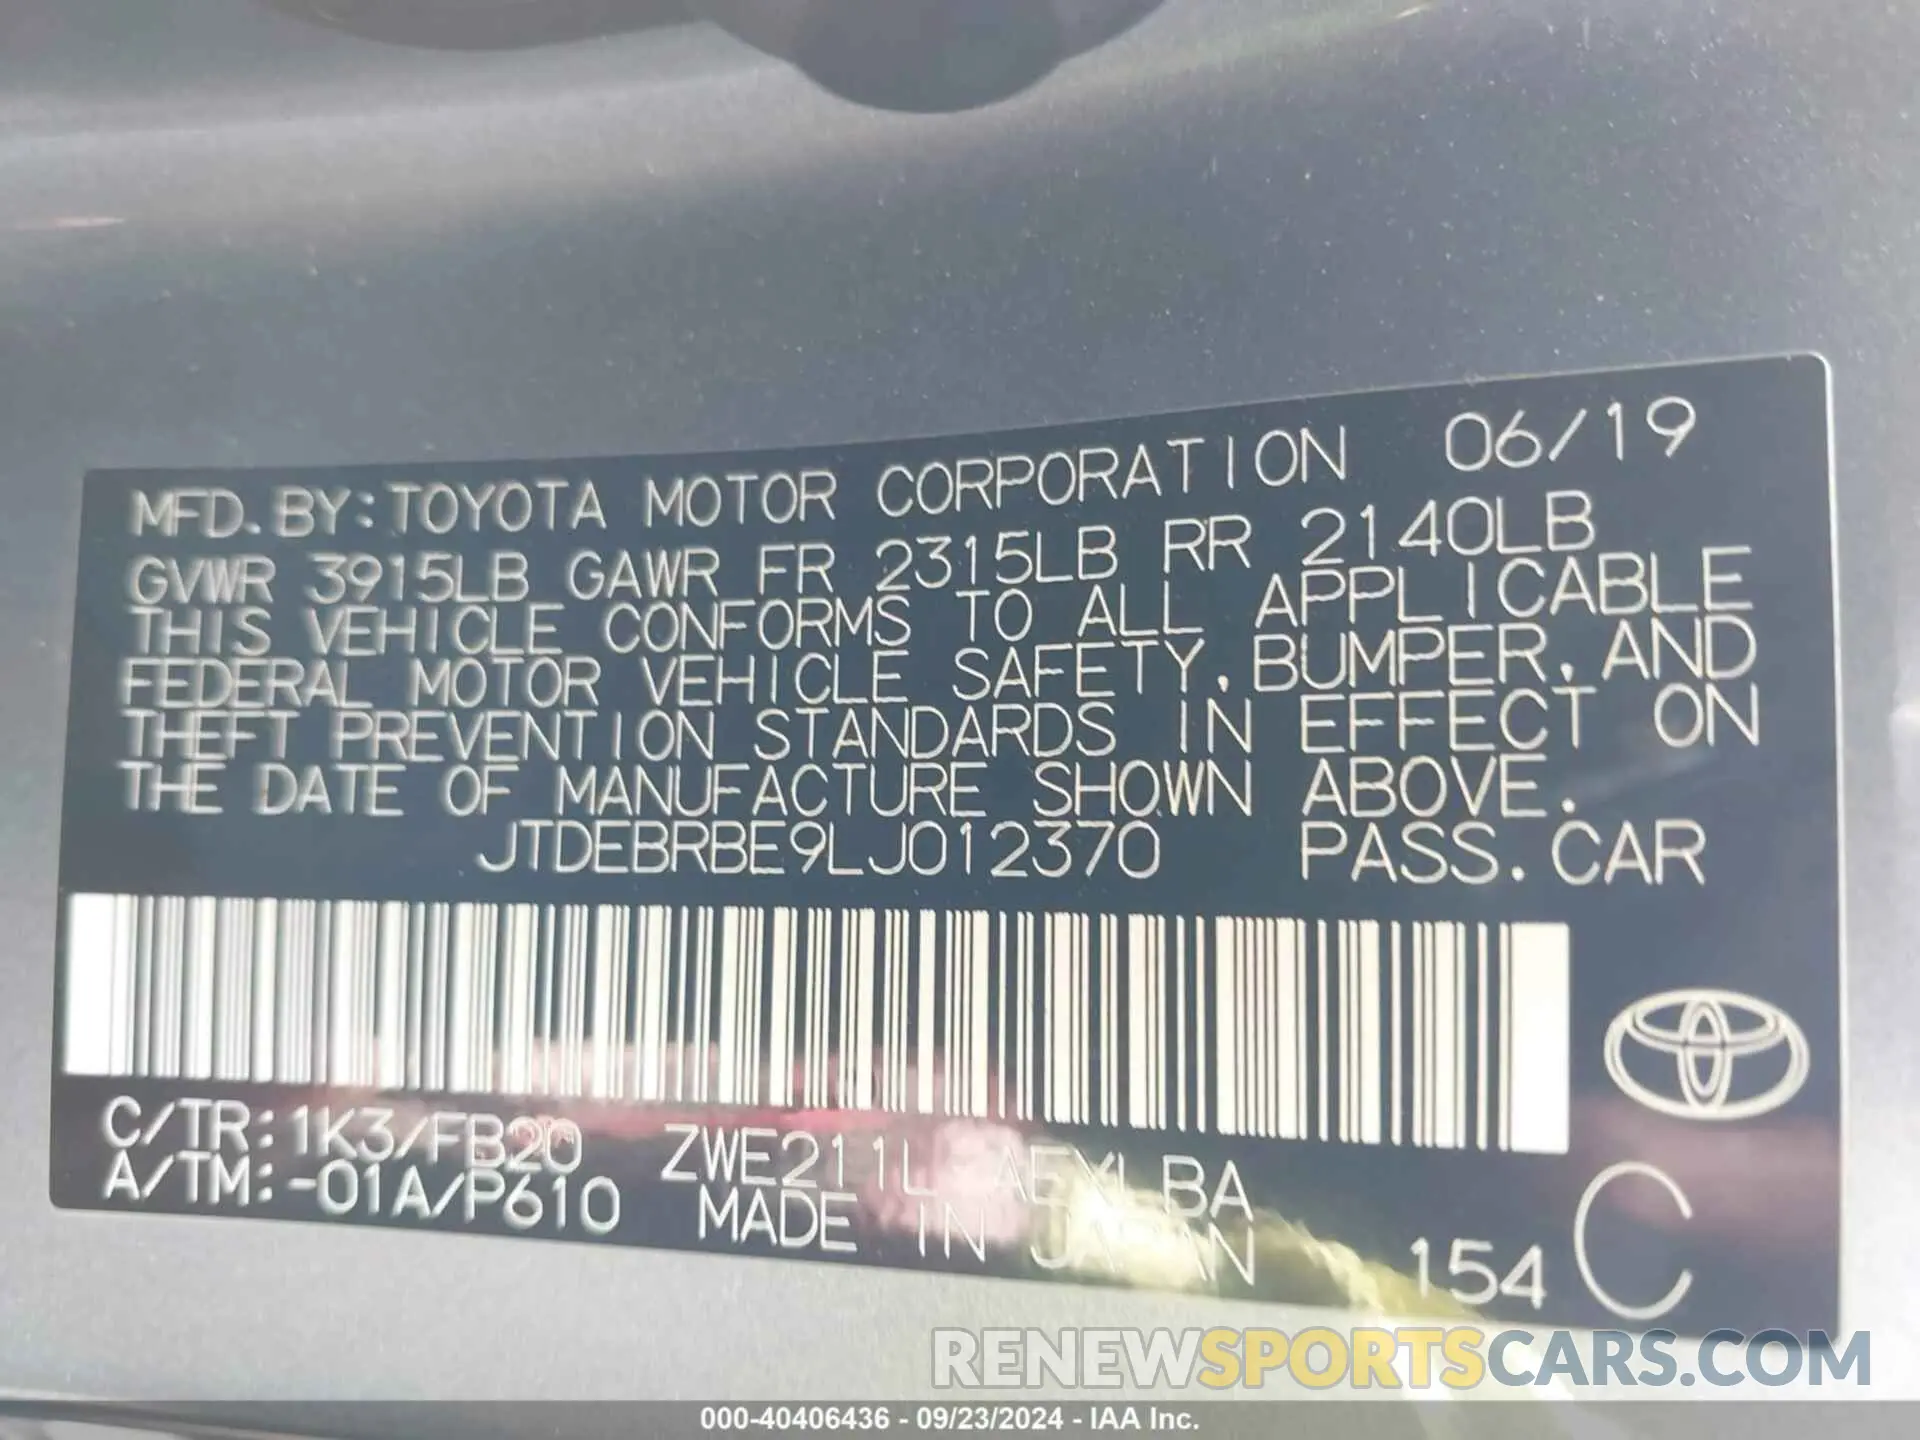 MFD. BY: TOYOTA MOTOR CORPORATION 06/19
GVWR 3915LB GAWR FR 2315LB RR 2140LB
THIS VEHICLE CONFORMS TO ALL APPLICABLE
FEDERAL MOTOR VEHICLE SAFETY, BUMPER, AND
THEFT PREVENTION STANDARDS IN EFFECT ON
THE DATE OF MANUFACTURE SHOWN ABOVE.
JTDEBRBE9LJ012370 PASS. CAR
C/TR: 1K3/FB20 ZWE211L-AEXLBA
A/TM: -01A/P610 MADE IN JAPAN 154 C
RENEWSPORTSCARS.COM
000-40406436 - 09/23/2024 - IAA Inc.